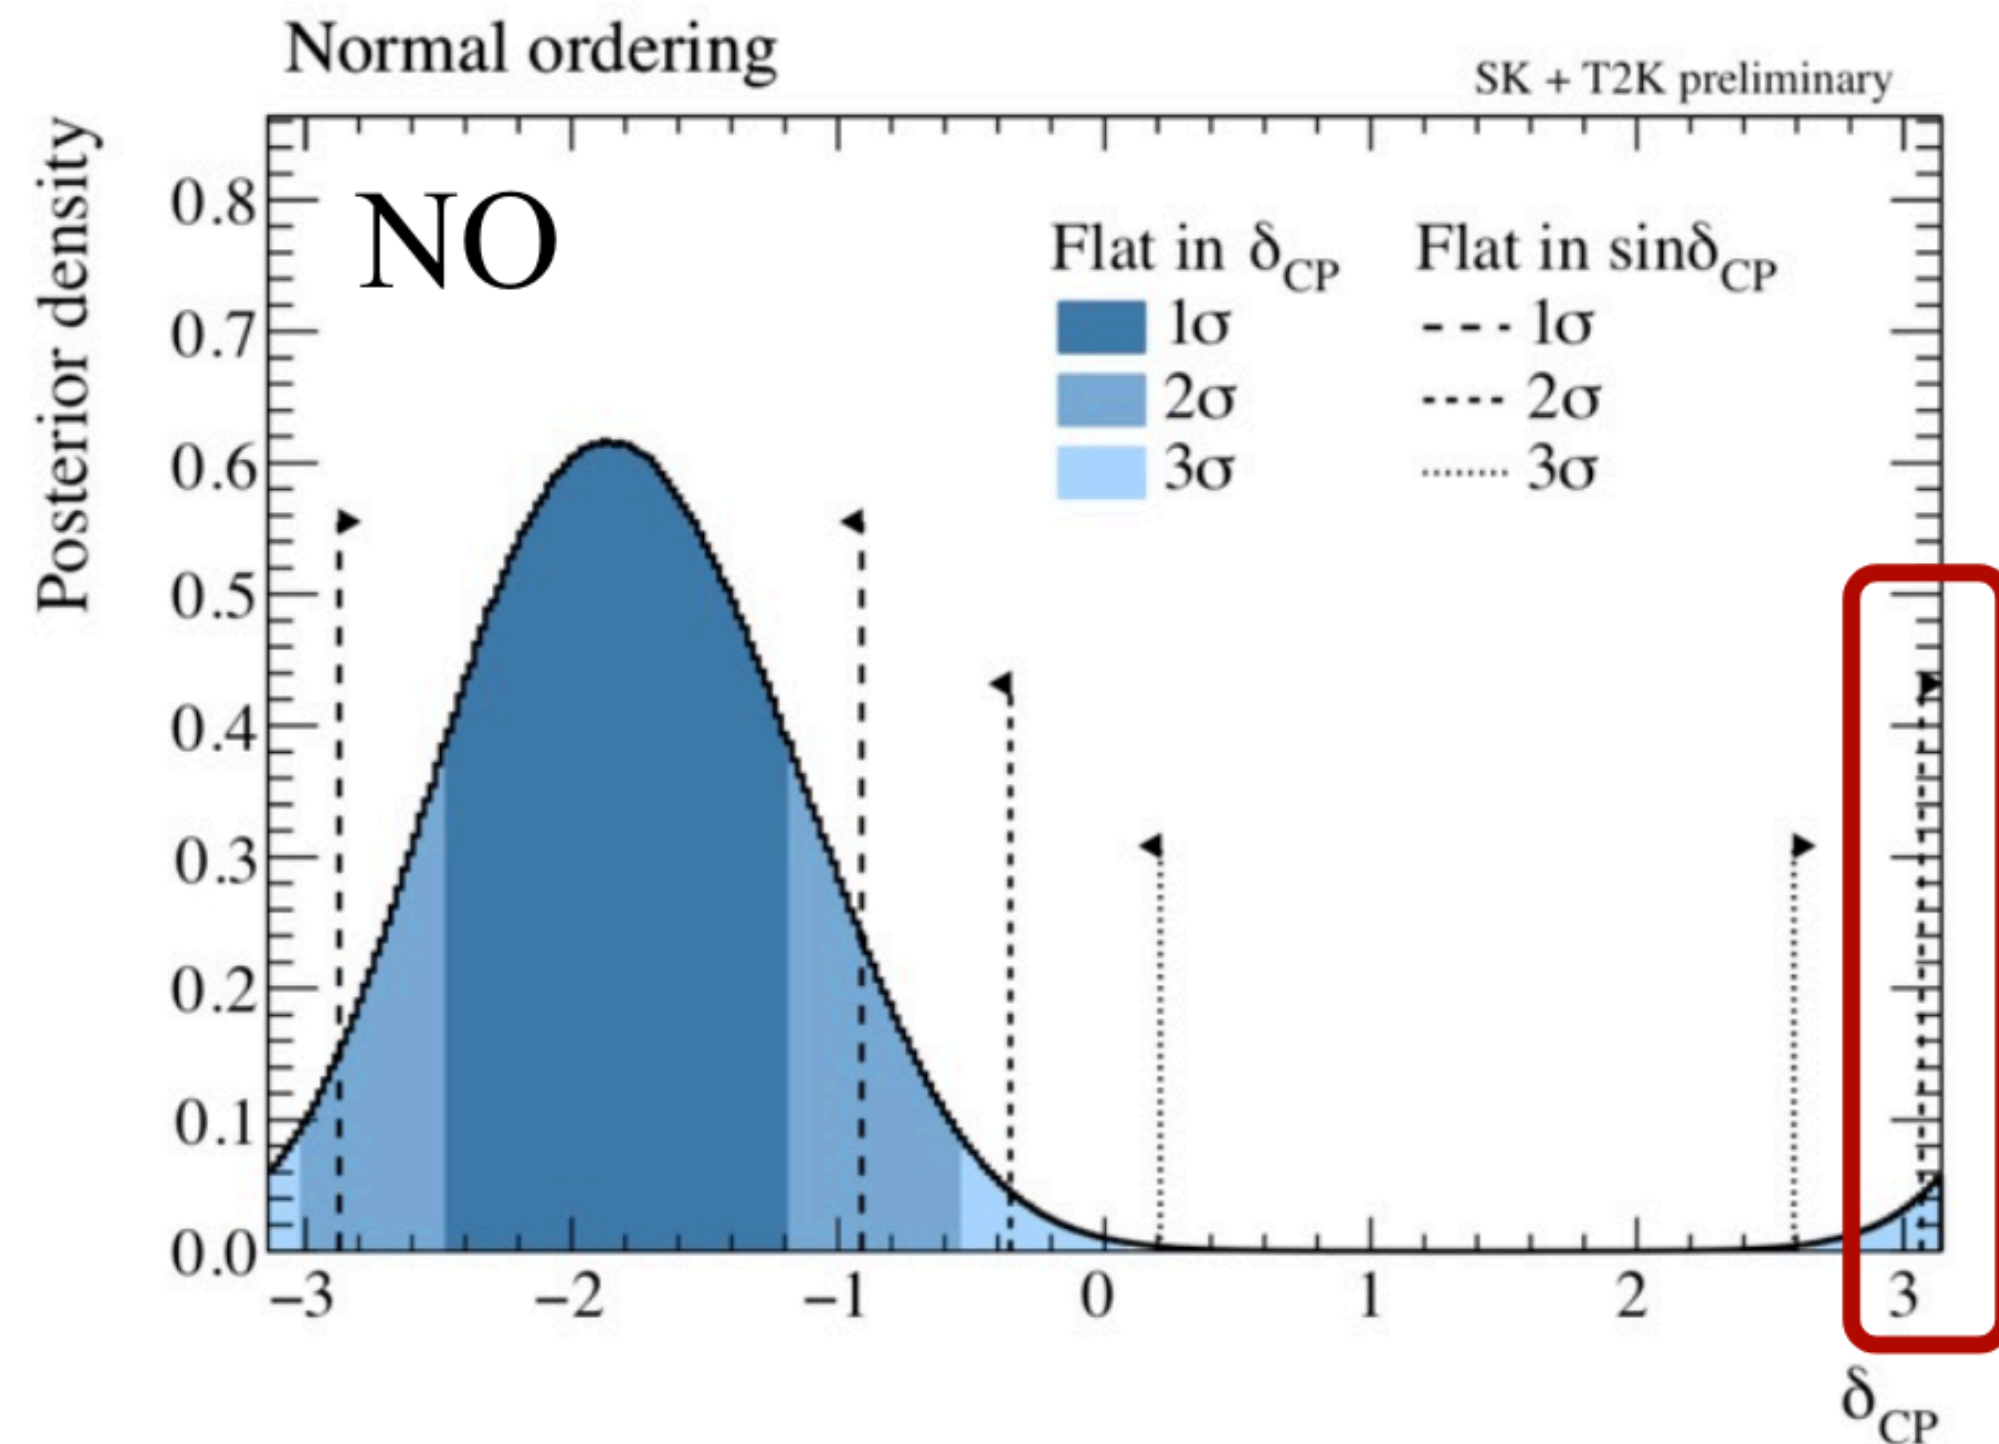 Normal ordering
SK + T2K preliminary
Posterior density
NO
0.8
0.7
0.6
0.5
0.4
0.3
0.2
0.1
0.0
Flat in δCP
1σ
2σ
3σ
Flat in sinδCP
1σ
2σ
3σ
−3 −2 −1 0 1 2 3
δCP